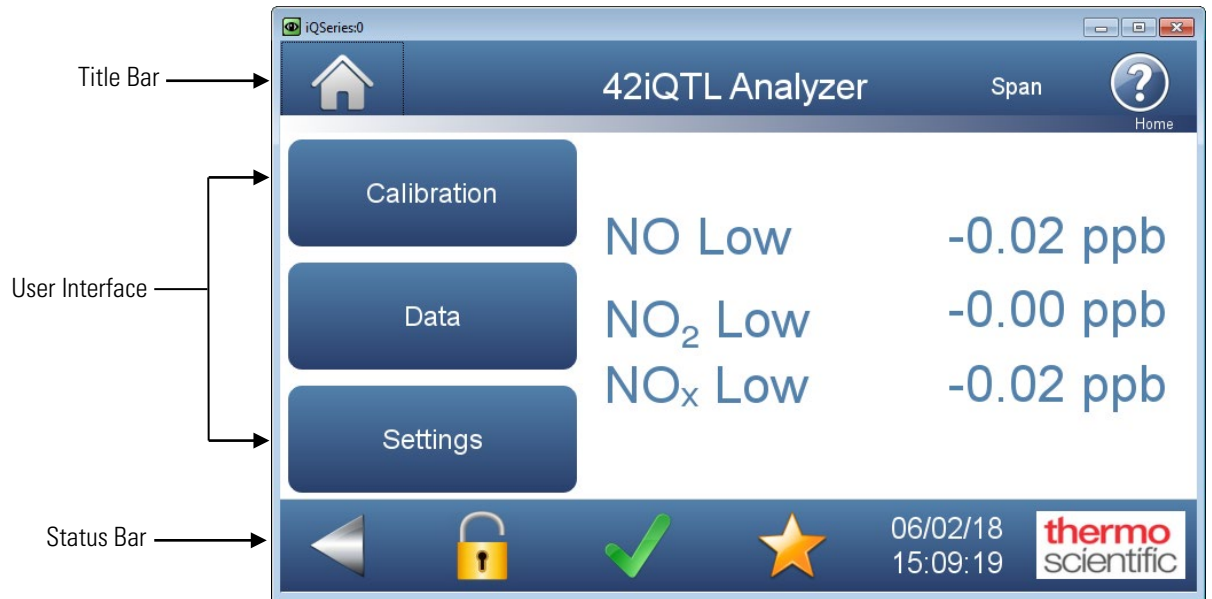 iQSeries:0
Title Bar
42iQTL Analyzer
Span
?
Home
User Interface
Calibration
Data
Settings
NO Low -0.02 ppb
NO₂ Low -0.00 ppb
NOₓ Low -0.02 ppb
Status Bar
06/02/18
15:09:19
thermo
scientific